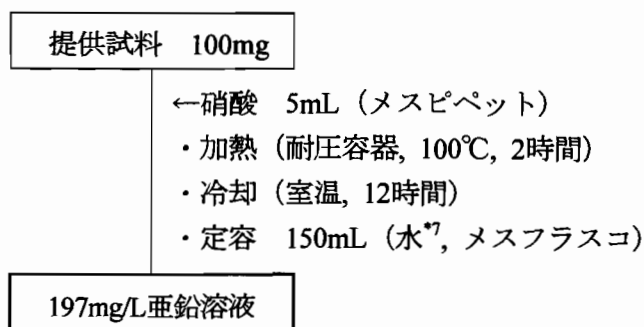 提供試料　100mg
←硝酸　5mL（メスピペット）
・加熱（耐圧容器, 100℃, 2時間）
・冷却（室温, 12時間）
・定容　150mL（水*7, メスフラスコ）
197mg/L亜鉛溶液